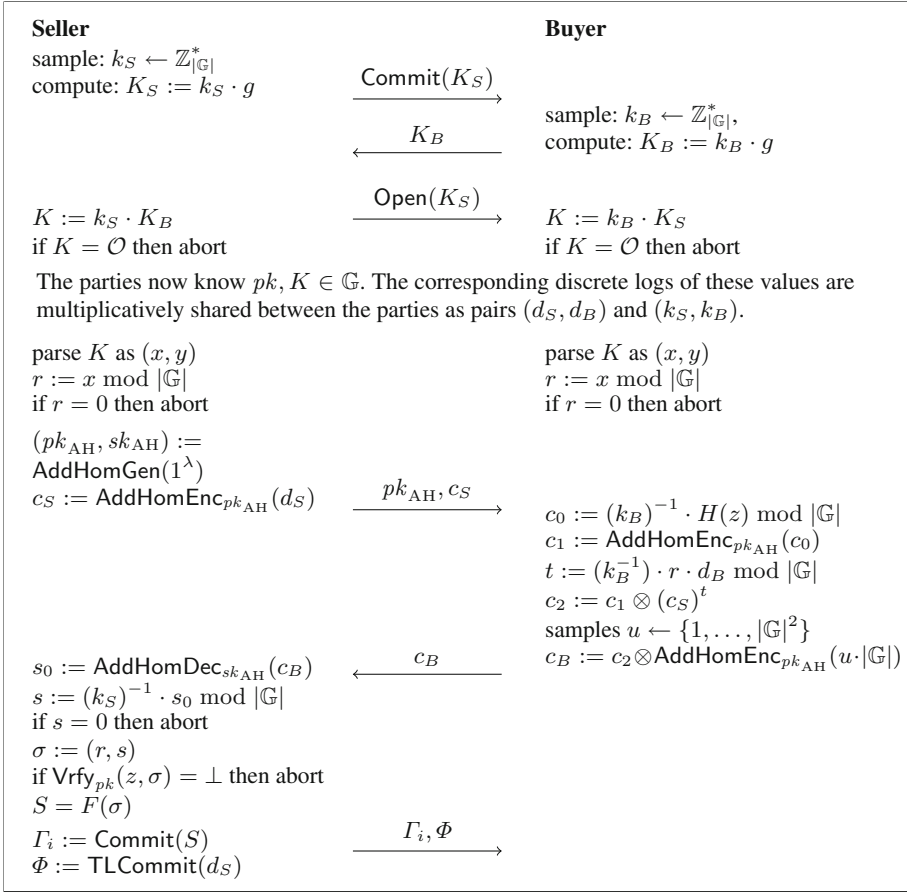 Seller Buyer
sample: k_S ← ℤ*_{|𝔾|}
compute: K_S := k_S · g
Commit(K_S)
sample: k_B ← ℤ*_{|𝔾|},
compute: K_B := k_B · g
K_B
Open(K_S)
K := k_S · K_B K := k_B · K_S
if K = 𝒪 then abort if K = 𝒪 then abort
The parties now know pk, K ∈ 𝔾. The corresponding discrete logs of these values are
multiplicatively shared between the parties as pairs (d_S, d_B) and (k_S, k_B).
parse K as (x, y) parse K as (x, y)
r := x mod |𝔾| r := x mod |𝔾|
if r = 0 then abort if r = 0 then abort
(pk_AH, sk_AH) :=
AddHomGen(1^λ)
c_S := AddHomEnc_{pk_AH}(d_S)
pk_AH, c_S
c_0 := (k_B)^{-1} · H(z) mod |𝔾|
c_1 := AddHomEnc_{pk_AH}(c_0)
t := (k_B^{-1}) · r · d_B mod |𝔾|
c_2 := c_1 ⊗ (c_S)^t
samples u ← {1, . . . , |𝔾|^2}
c_B := c_2⊗AddHomEnc_{pk_AH}(u·|𝔾|)
c_B
s_0 := AddHomDec_{sk_AH}(c_B)
s := (k_S)^{-1} · s_0 mod |𝔾|
if s = 0 then abort
σ := (r, s)
if Vrfy_{pk}(z, σ) = ⊥ then abort
S = F(σ)
Γ_i := Commit(S)
Γ_i, Φ
Φ := TLCommit(d_S)